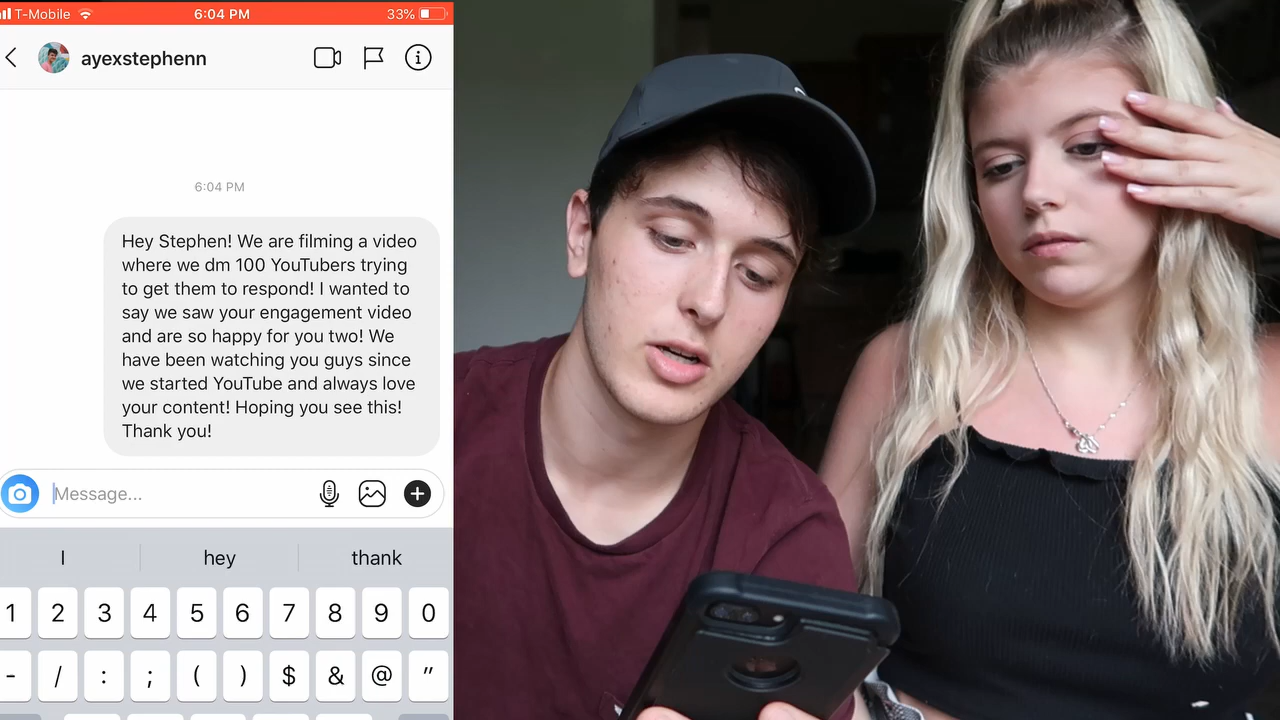 T-Mobile 6:04 PM 33%
ayexstephenn
6:04 PM
Hey Stephen! We are filming a video
where we dm 100 YouTubers trying
to get them to respond! I wanted to
say we saw your engagement video
and are so happy for you two! We
have been watching you guys since
we started YouTube and always love
your content! Hoping you see this!
Thank you!
Message...
I hey thank
1 2 3 4 5 6 7 8 9 0
- / : ; ( ) $ & @ "